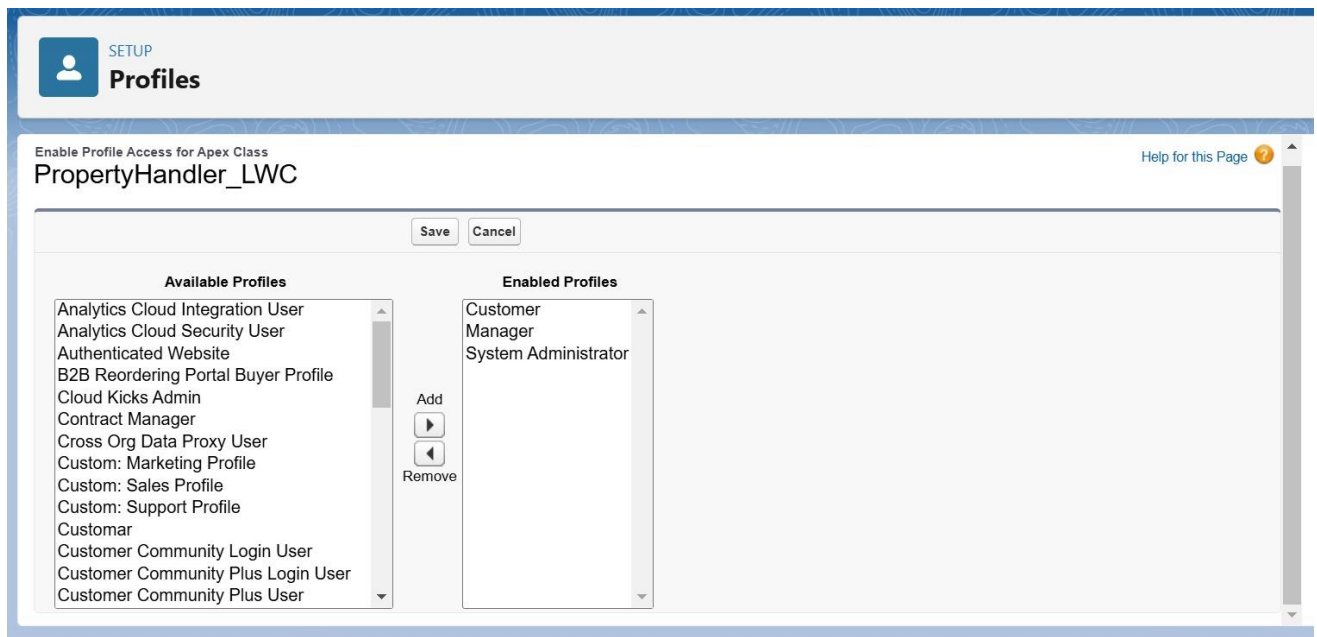 SETUP
Profiles
Enable Profile Access for Apex Class
Help for this Page
PropertyHandler_LWC
Save Cancel
Available Profiles
Enabled Profiles
Analytics Cloud Integration User
Analytics Cloud Security User
Authenticated Website
B2B Reordering Portal Buyer Profile
Cloud Kicks Admin
Contract Manager
Cross Org Data Proxy User
Custom: Marketing Profile
Custom: Sales Profile
Custom: Support Profile
Customar
Customer Community Login User
Customer Community Plus Login User
Customer Community Plus User
Add
Remove
Customer
Manager
System Administrator